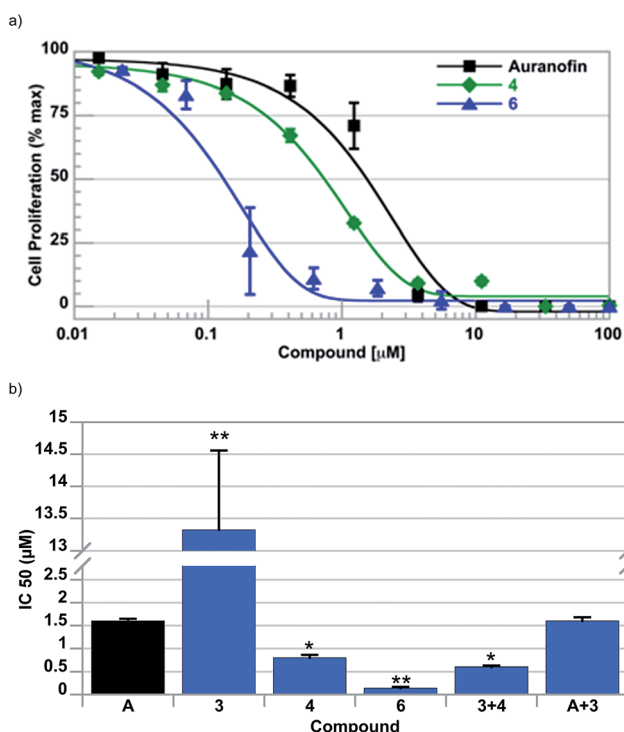 a)
100
75
50
25
0
Cell Proliferation (% max)
Auranofin
4
6
0.01 0.1 1 10 100
Compound [μM]
b)
15
14.5
14
13.5
13
2.5
2
1.5
1
0.5
0
IC 50 (μM)
**
*
**
*
A 3 4 6 3+4 A+3
Compound